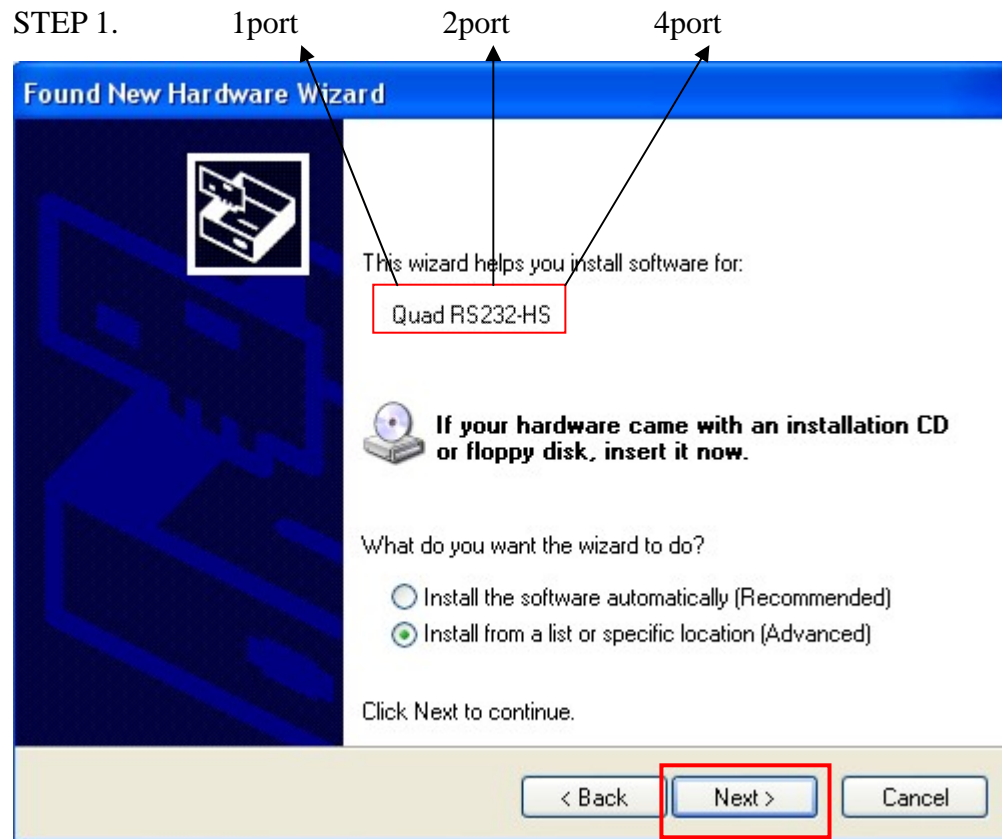 STEP 1. 1port 2port 4port
Found New Hardware Wizard
This wizard helps you install software for:
Quad RS232-HS
If your hardware came with an installation CD
or floppy disk, insert it now.
What do you want the wizard to do?
Install the software automatically (Recommended)
Install from a list or specific location (Advanced)
Click Next to continue.
< Back Next > Cancel